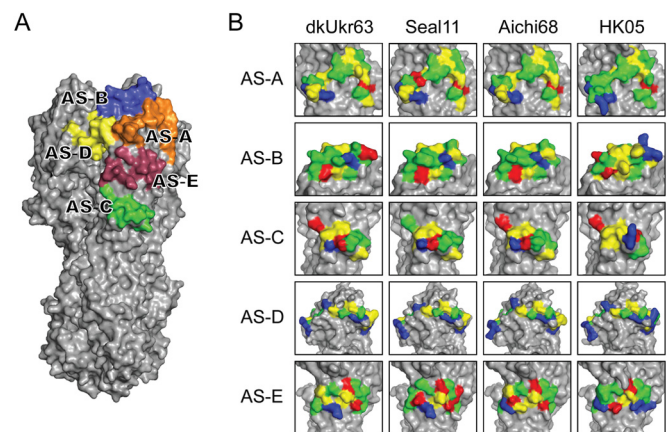 A
AS-B
AS-A
AS-D
AS-E
AS-C
B
dkUkr63 Seal11 Aichi68 HK05
AS-A
AS-B
AS-C
AS-D
AS-E